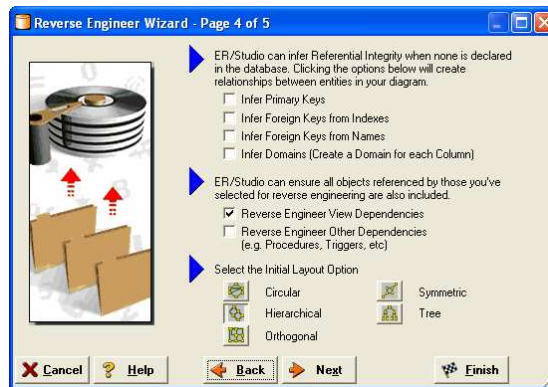 Reverse Engineer Wizard - Page 4 of 5
ER/Studio can infer Referential Integrity when none is declared
in the database. Clicking the options below will create
relationships between entities in your diagram.
Infer Primary Keys
Infer Foreign Keys from Indexes
Infer Foreign Keys from Names
Infer Domains (Create a Domain for each Column)
ER/Studio can ensure all objects referenced by those you've
selected for reverse engineering are also included.
Reverse Engineer View Dependencies
Reverse Engineer Other Dependencies
(e.g. Procedures, Triggers, etc)
Select the Initial Layout Option
Circular Symmetric
Hierarchical Tree
Orthogonal
Cancel Help Back Next Finish